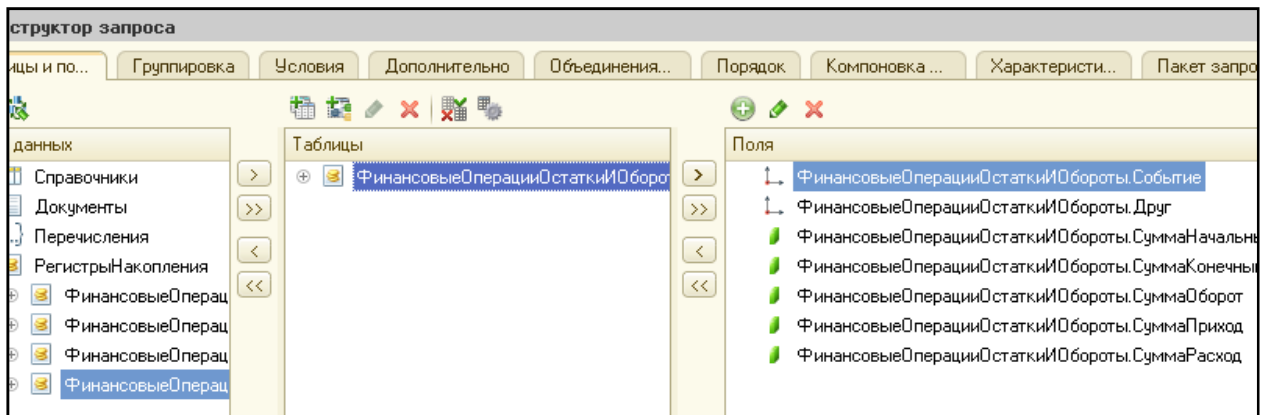 структор запроса
ицы и по... Группировка Условия Дополнительно Объединения... Порядок Компоновка ... Характеристи... Пакет запро
данных
Справочники
Документы
Перечисления
РегистрыНакопления
ФинансовыеОперац
ФинансовыеОперац
ФинансовыеОперац
ФинансовыеОперац
Таблицы
ФинансовыеОперацииОстаткиИОборот
> >> < <<
Поля
ФинансовыеОперацииОстаткиИОбороты.Событие
ФинансовыеОперацииОстаткиИОбороты.Друг
ФинансовыеОперацииОстаткиИОбороты.СуммаНачальны
ФинансовыеОперацииОстаткиИОбороты.СуммаКонечный
ФинансовыеОперацииОстаткиИОбороты.СуммаОборот
ФинансовыеОперацииОстаткиИОбороты.СуммаПриход
ФинансовыеОперацииОстаткиИОбороты.СуммаРасход